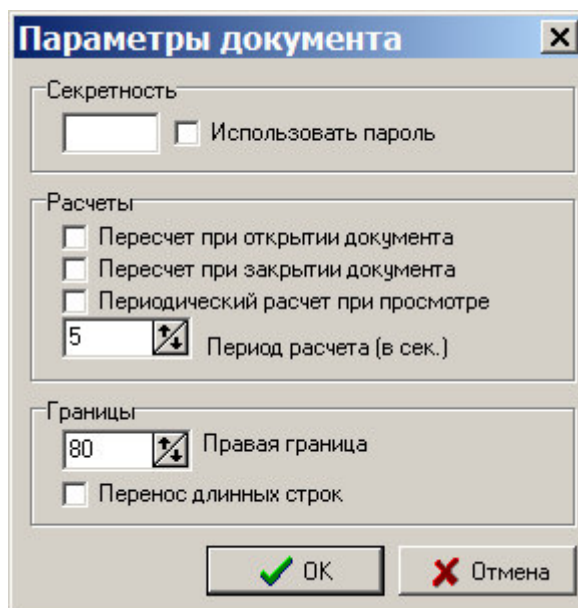 Параметры документа
Секретность
Использовать пароль
Расчеты
Пересчет при открытии документа
Пересчет при закрытии документа
Периодический расчет при просмотре
5 Период расчета (в сек.)
Границы
80 Правая граница
Перенос длинных строк
OK Отмена